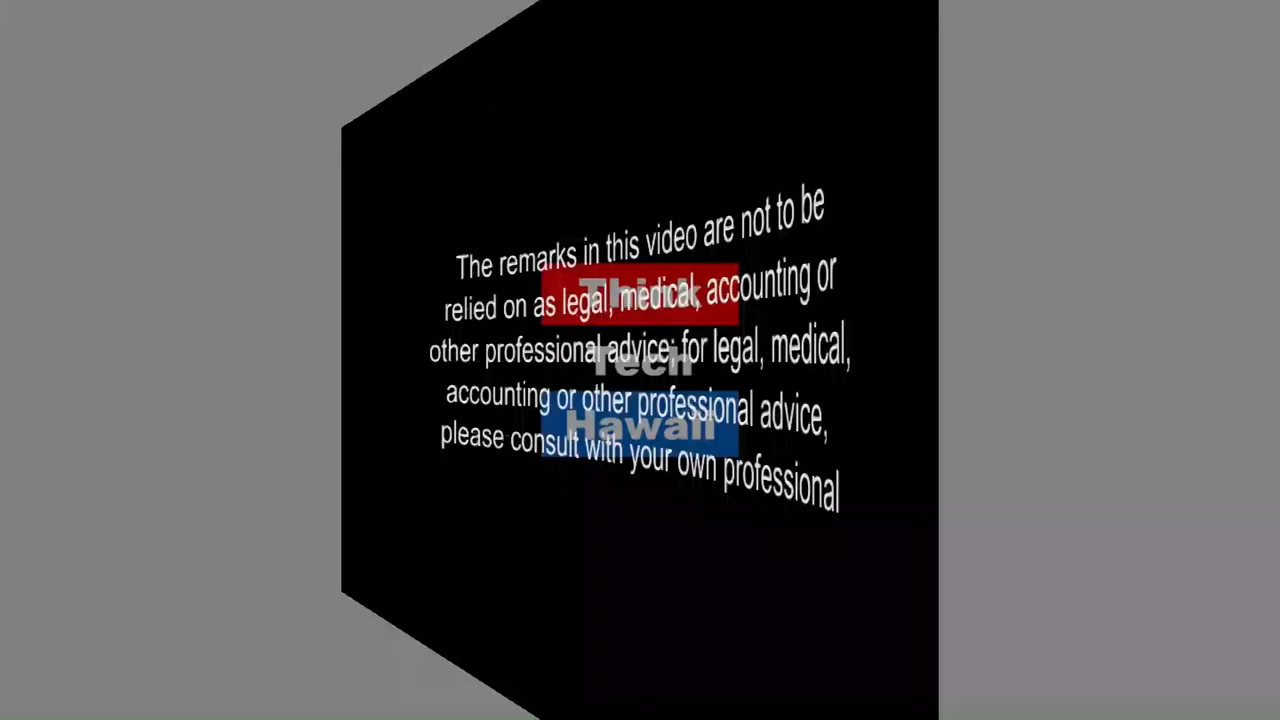 The remarks in this video are not to be
relied on as legal, medical, accounting or
other professional advice; for legal, medical,
accounting or other professional advice,
please consult with your own professional
Think
Tech
Hawaii